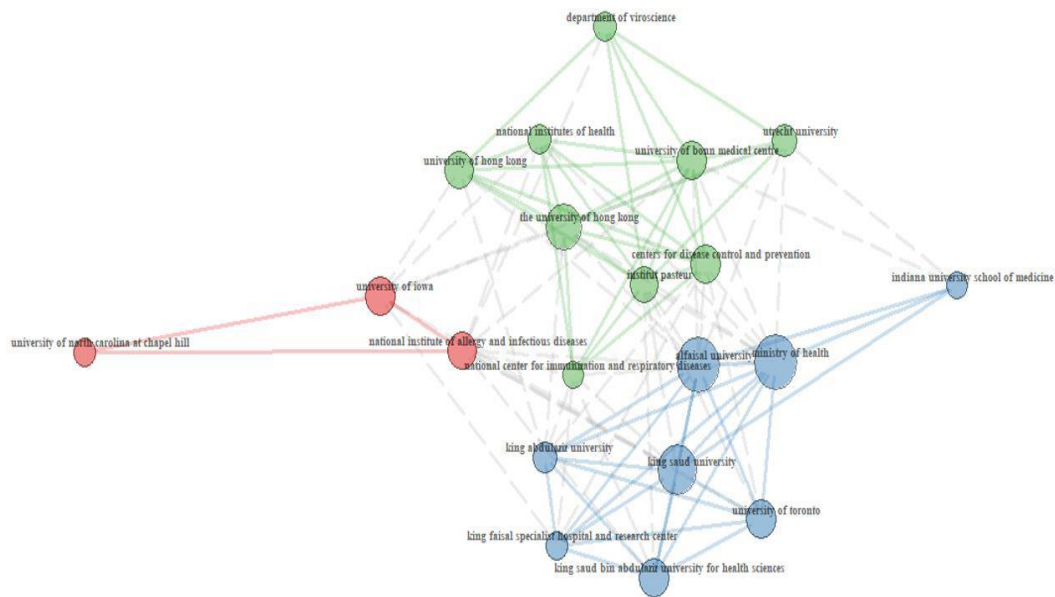 department of viroscience
national institutes of health
utrecht university
university of bonn medical centre
university of hong kong
the university of hong kong
centers for disease control and prevention
institut pasteur
indiana university school of medicine
university of iowa
university of north carolina at chapel hill
national institute of allergy and infectious diseases
alfaisal university
ministry of health
national center for immunization and respiratory diseases
king abdulaziz university
king saud university
university of toronto
king faisal specialist hospital and research center
king saud bin abdulaziz university for health sciences